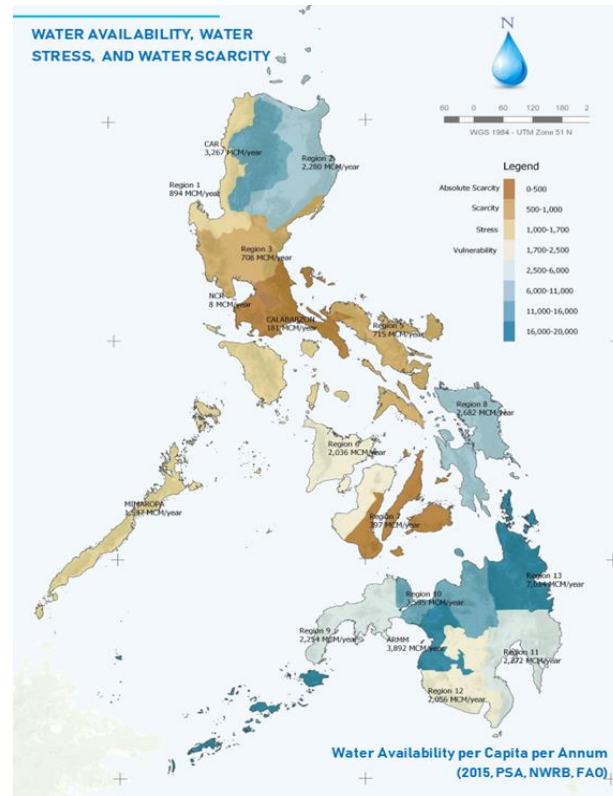 WATER AVAILABILITY, WATER
STRESS, AND WATER SCARCITY
N
60 0 60 120 180 2
WGS 1984 - UTM Zone 51 N
Legend
Absolute Scarcity 0-500
Scarcity 500-1,000
Stress 1,000-1,700
Vulnerability 1,700-2,500
2,500-6,000
6,000-11,000
11,000-16,000
16,000-20,000
CAR
3,267 MCM/year
Region 2
2,280 MCM/year
Region 1
894 MCM/year
Region 3
708 MCM/year
NCR
8 MCM/year
CALABARZON
181 MCM/year
Region 5
715 MCM/year
Region 8
2,682 MCM/year
Region 6
2,036 MCM/year
MIMAROPA
MCM/year
Region 7
397 MCM/year
Region 13
MCM/year
Region 10
MCM/year
Region 9
2,254 MCM/year
ARMM
3,892 MCM/year
Region 11
2,272 MCM/year
Region 12
2,056 MCM/year
Water Availability per Capita per Annum
(2015, PSA, NWRB, FAO)